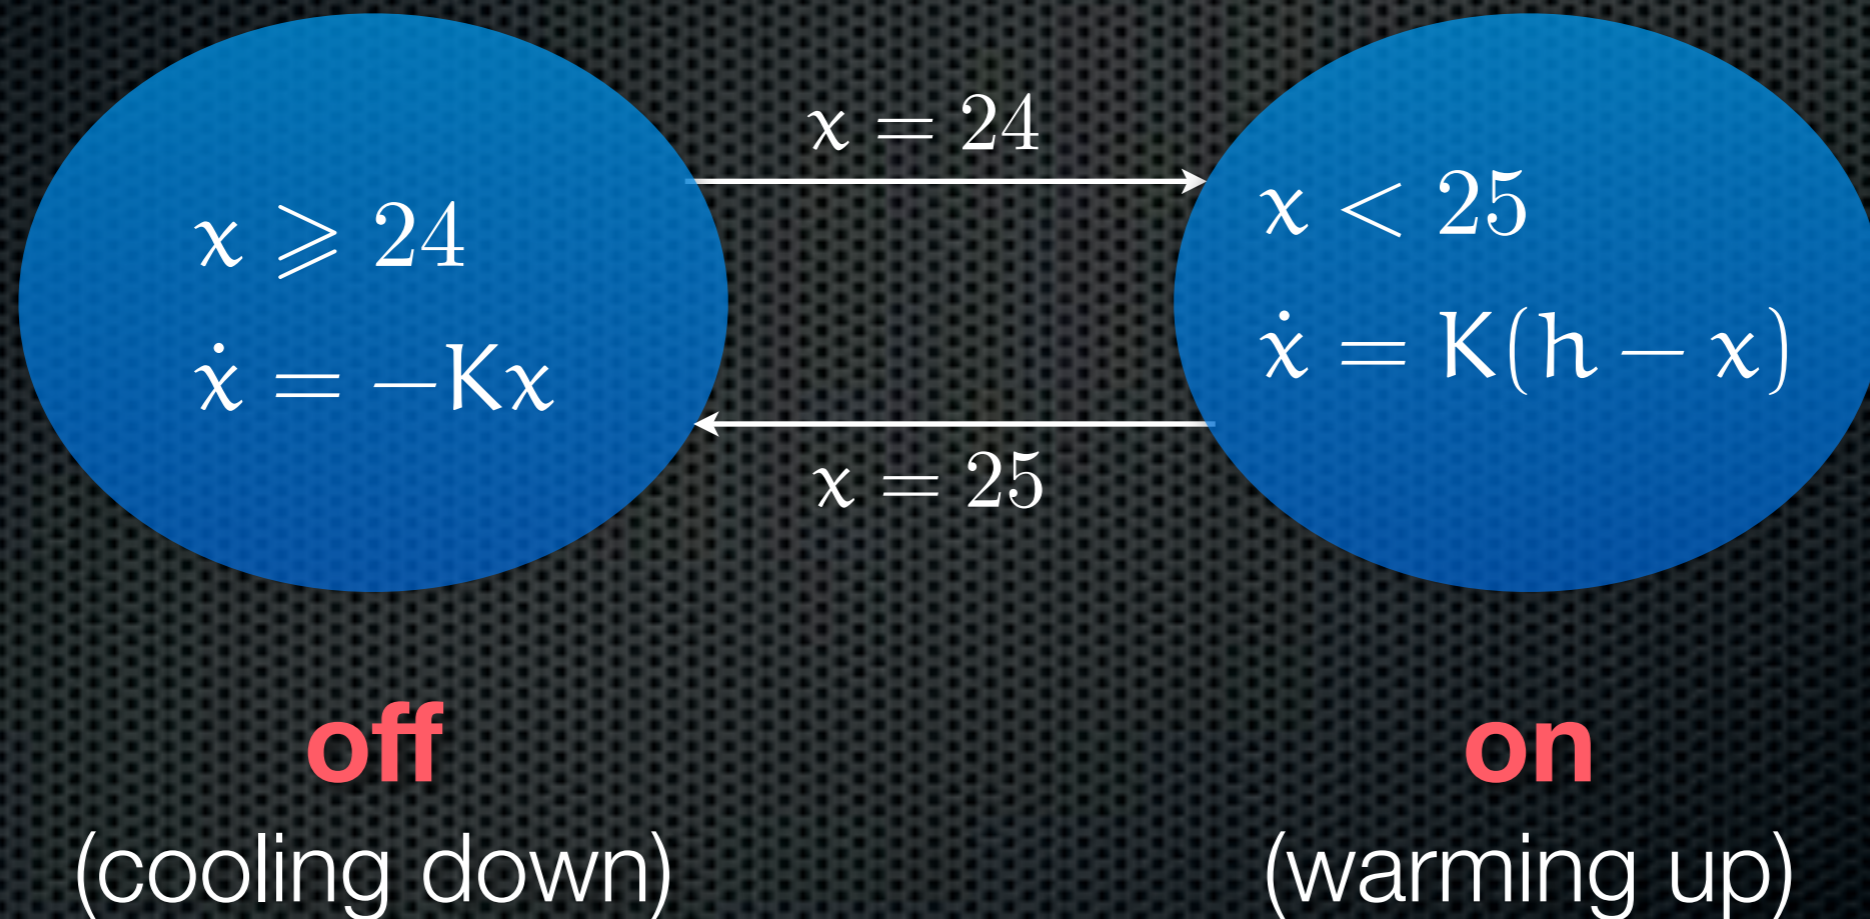 x ⩾ 24
ẋ = −Kx
x = 24
x = 25
x < 25
ẋ = K(h − x)
off
(cooling down)
on
(warming up)